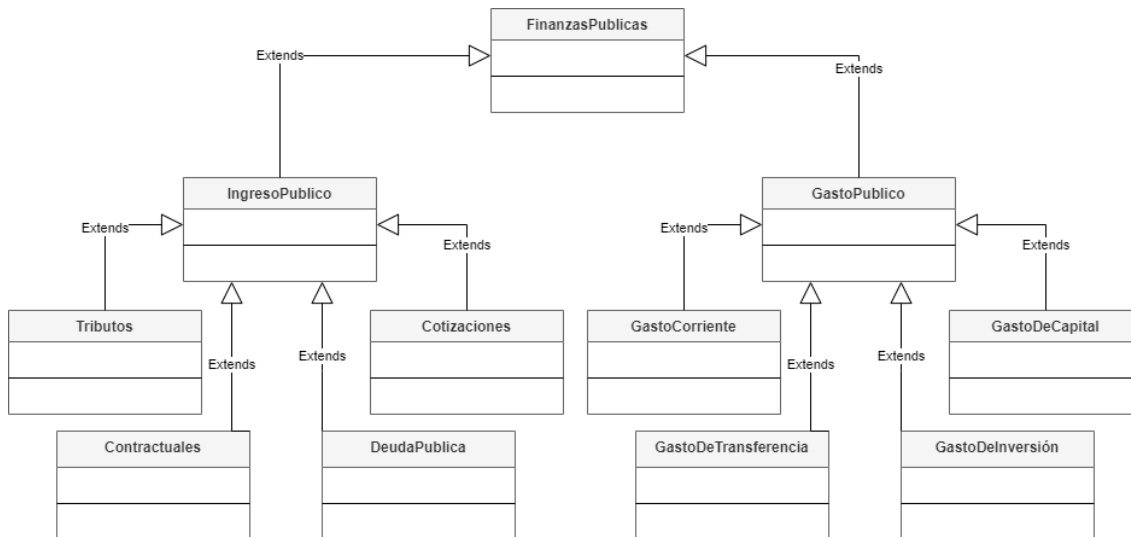 FinanzasPublicas
Extends
Extends
IngresoPublico
GastoPublico
Extends
Extends
Extends
Extends
Tributos
Cotizaciones
GastoCorriente
GastoDeCapital
Extends
Extends
Extends
Extends
Contractuales
DeudaPublica
GastoDeTransferencia
GastoDeInversión